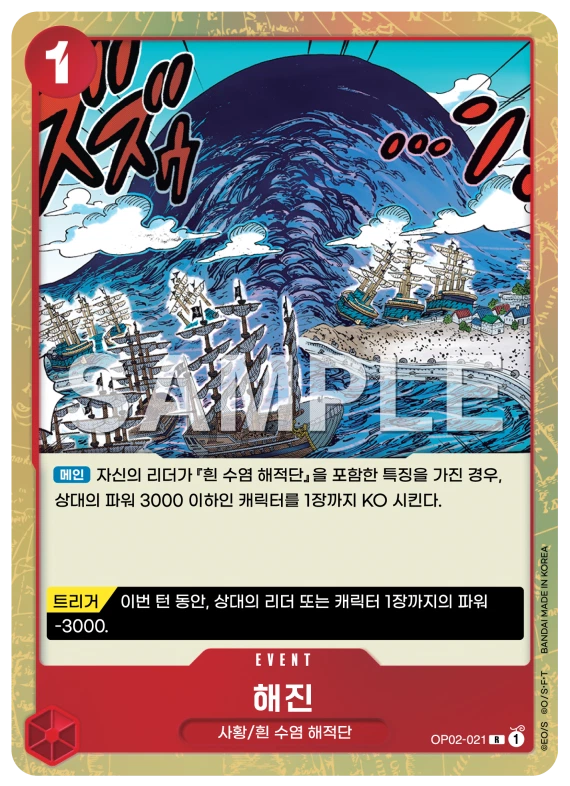 1
ズズズゥ
…い
SAMPLE
메인 자신의 리더가 『흰 수염 해적단』을 포함한 특징을 가진 경우,
상대의 파워 3000 이하인 캐릭터를 1장까지 KO 시킨다.
트리거 이번 턴 동안, 상대의 리더 또는 캐릭터 1장까지의 파워
-3000.
EVENT
해진
사황/흰 수염 해적단
OP02-021 R 1
©EO/S ©O/S·F·T BANDAI MADE IN KOREA